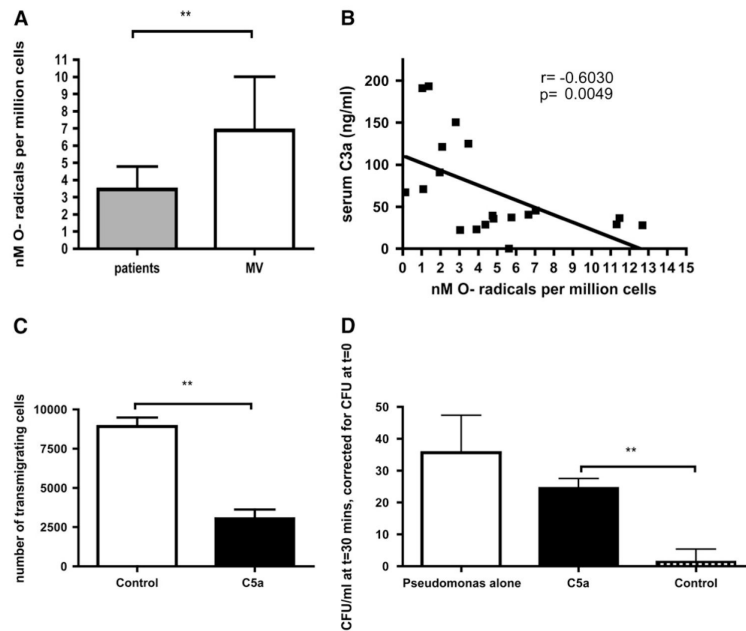 A
**
nM O- radicals per million cells
11
10
9
8
7
6
5
4
3
2
1
0
patients MV
B
r= -0.6030
p= 0.0049
serum C3a (ng/ml)
200
150
100
50
0
0 1 2 3 4 5 6 7 8 9 10 11 12 13 14 15
nM O- radicals per million cells
C
**
number of transmigrating cells
10000
7500
5000
2500
0
Control C5a
D
CFU/ml at t=30 mins, corrected for CFU at t=0
50
40
30
20
10
0
**
Pseudomonas alone C5a Control